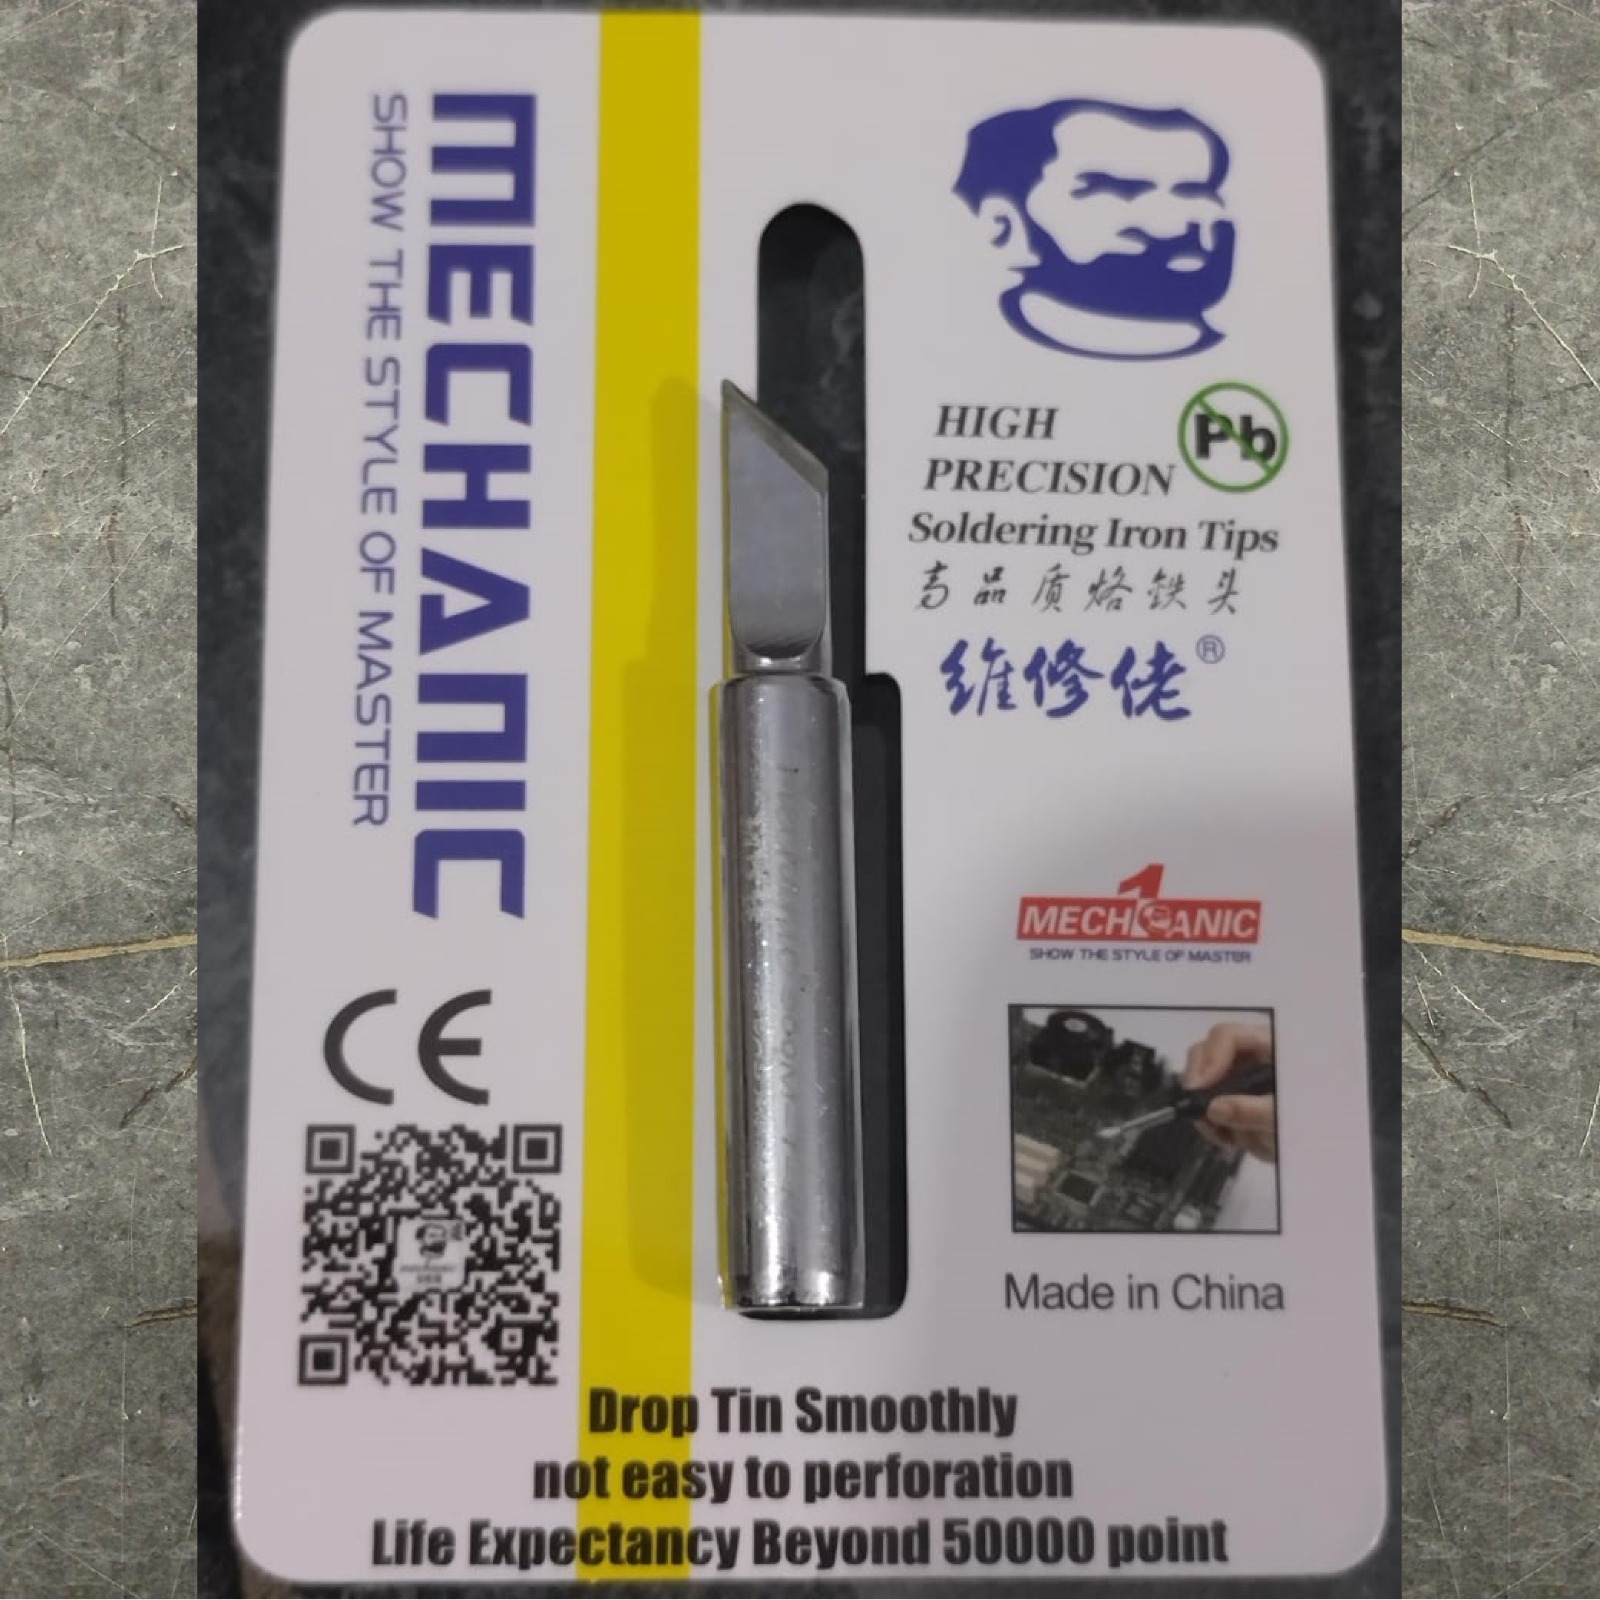 MECHANIC
SHOW THE STYLE OF MASTER
HIGH
PRECISION
Pb
Soldering Iron Tips
高品质烙铁头
维修佬®
1
MECHANIC
SHOW THE STYLE OF MASTER
CE
Made in China
Drop Tin Smoothly
not easy to perforation
Life Expectancy Beyond 50000 point